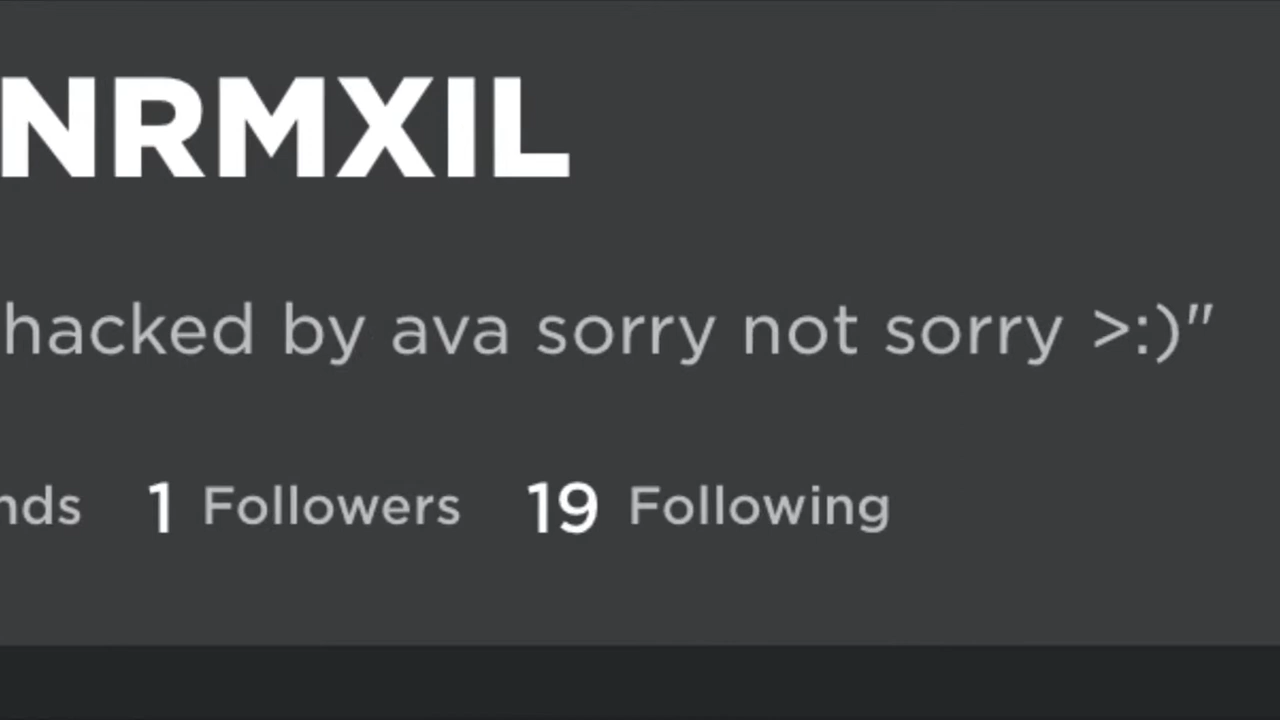 NRMXIL
hacked by ava sorry not sorry >:)"
nds 1 Followers 19 Following